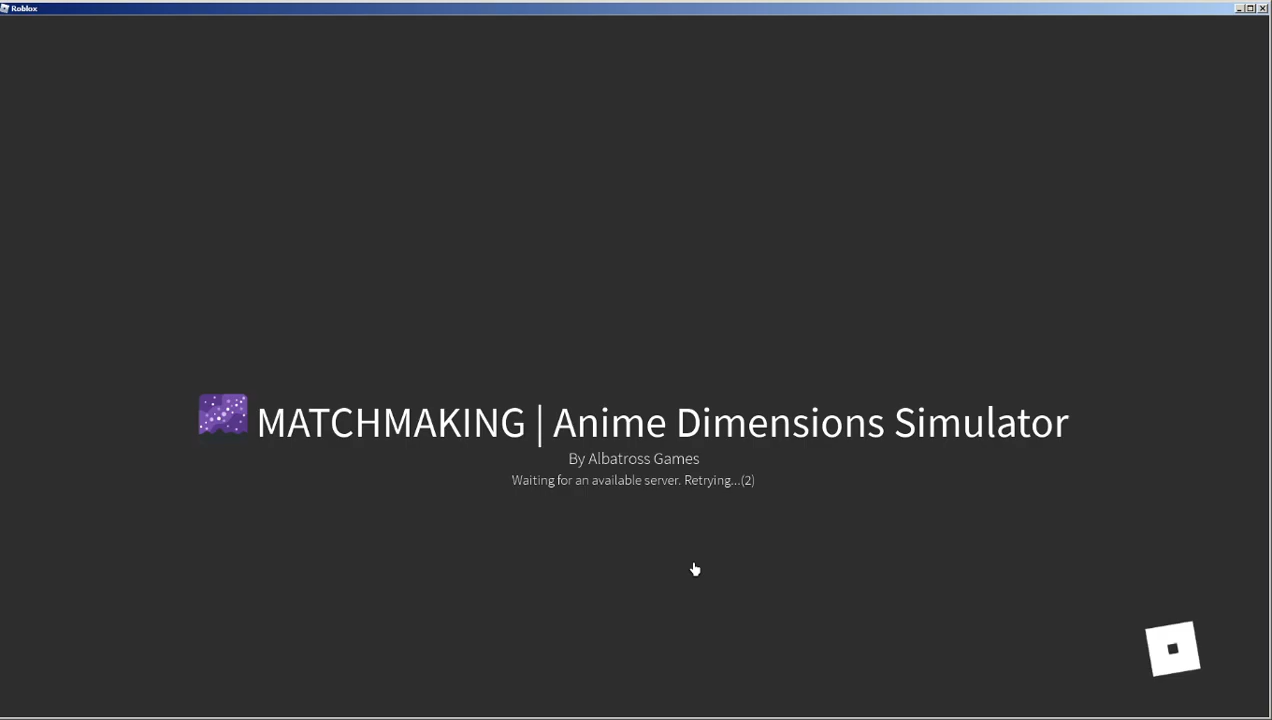 Roblox
MATCHMAKING | Anime Dimensions Simulator
By Albatross Games
Waiting for an available server. Retrying...(2)